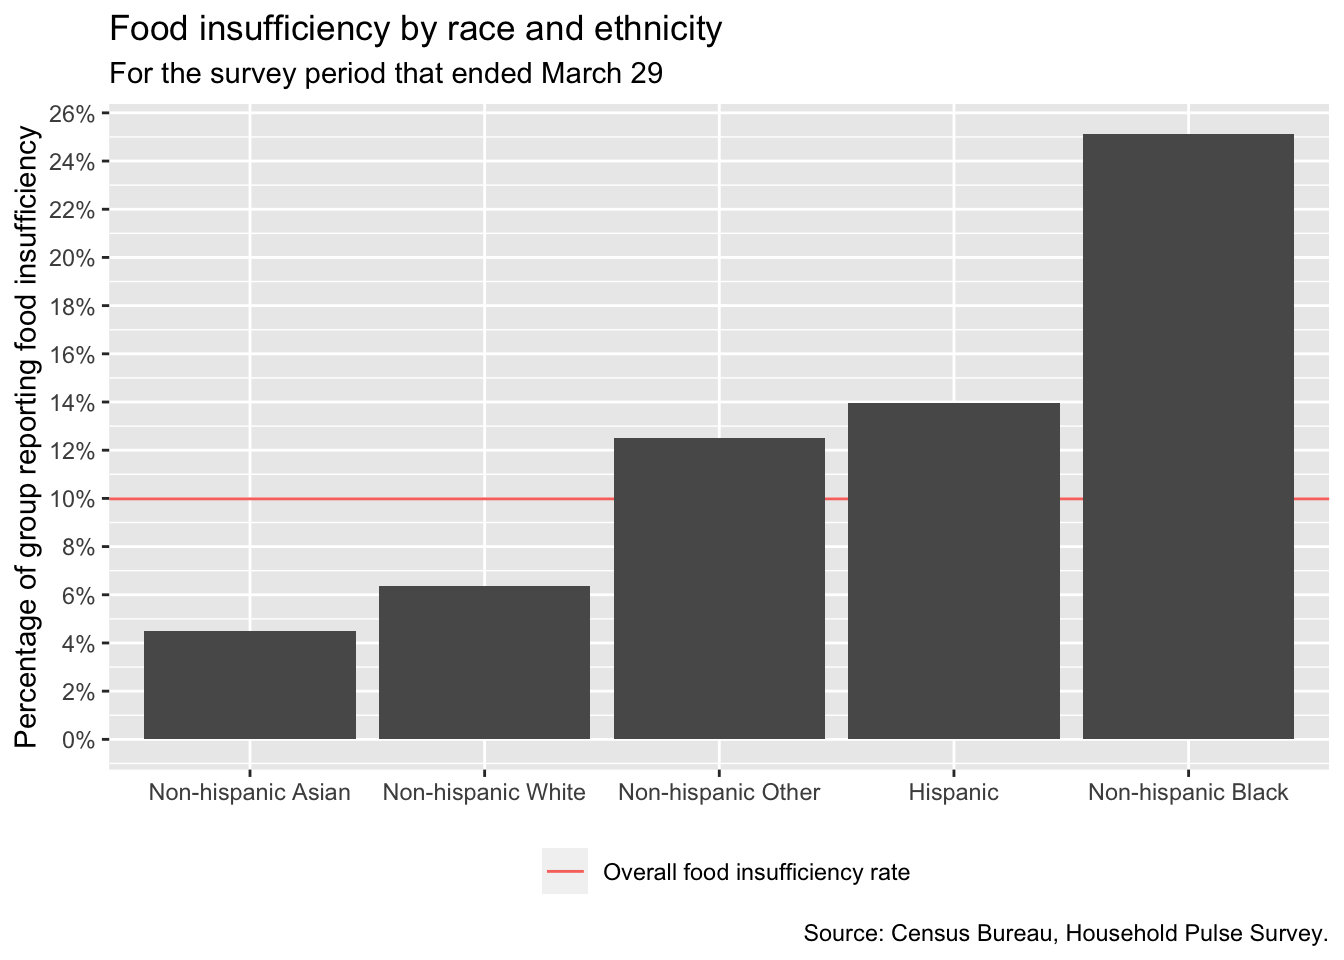 Food insufficiency by race and ethnicity
For the survey period that ended March 29
Percentage of group reporting food insufficiency
26%
24%
22%
20%
18%
16%
14%
12%
10%
8%
6%
4%
2%
0%
Non-hispanic Asian
Non-hispanic White
Non-hispanic Other
Hispanic
Non-hispanic Black
Overall food insufficiency rate
Source: Census Bureau, Household Pulse Survey.